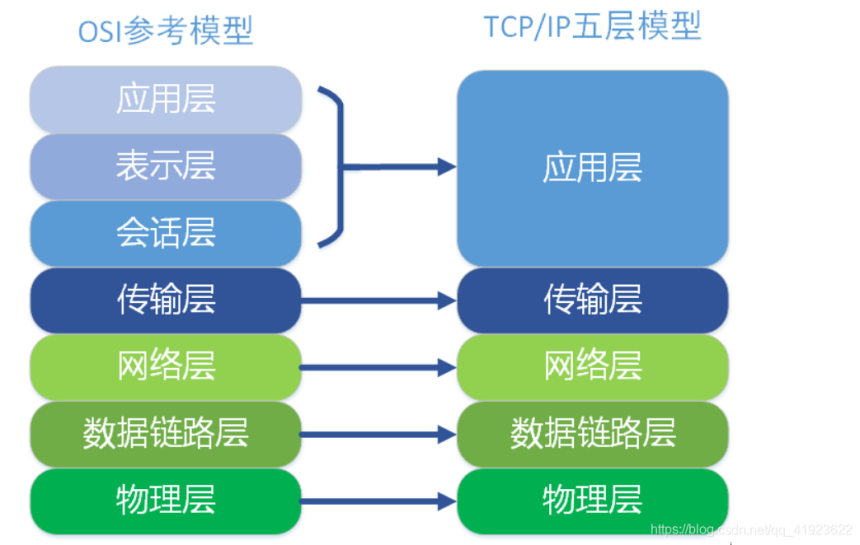 OSI参考模型
TCP/IP五层模型
应用层
表示层
会话层
传输层
网络层
数据链路层
物理层
应用层
传输层
网络层
数据链路层
物理层
https://blog.csdn.net/qq_41923622